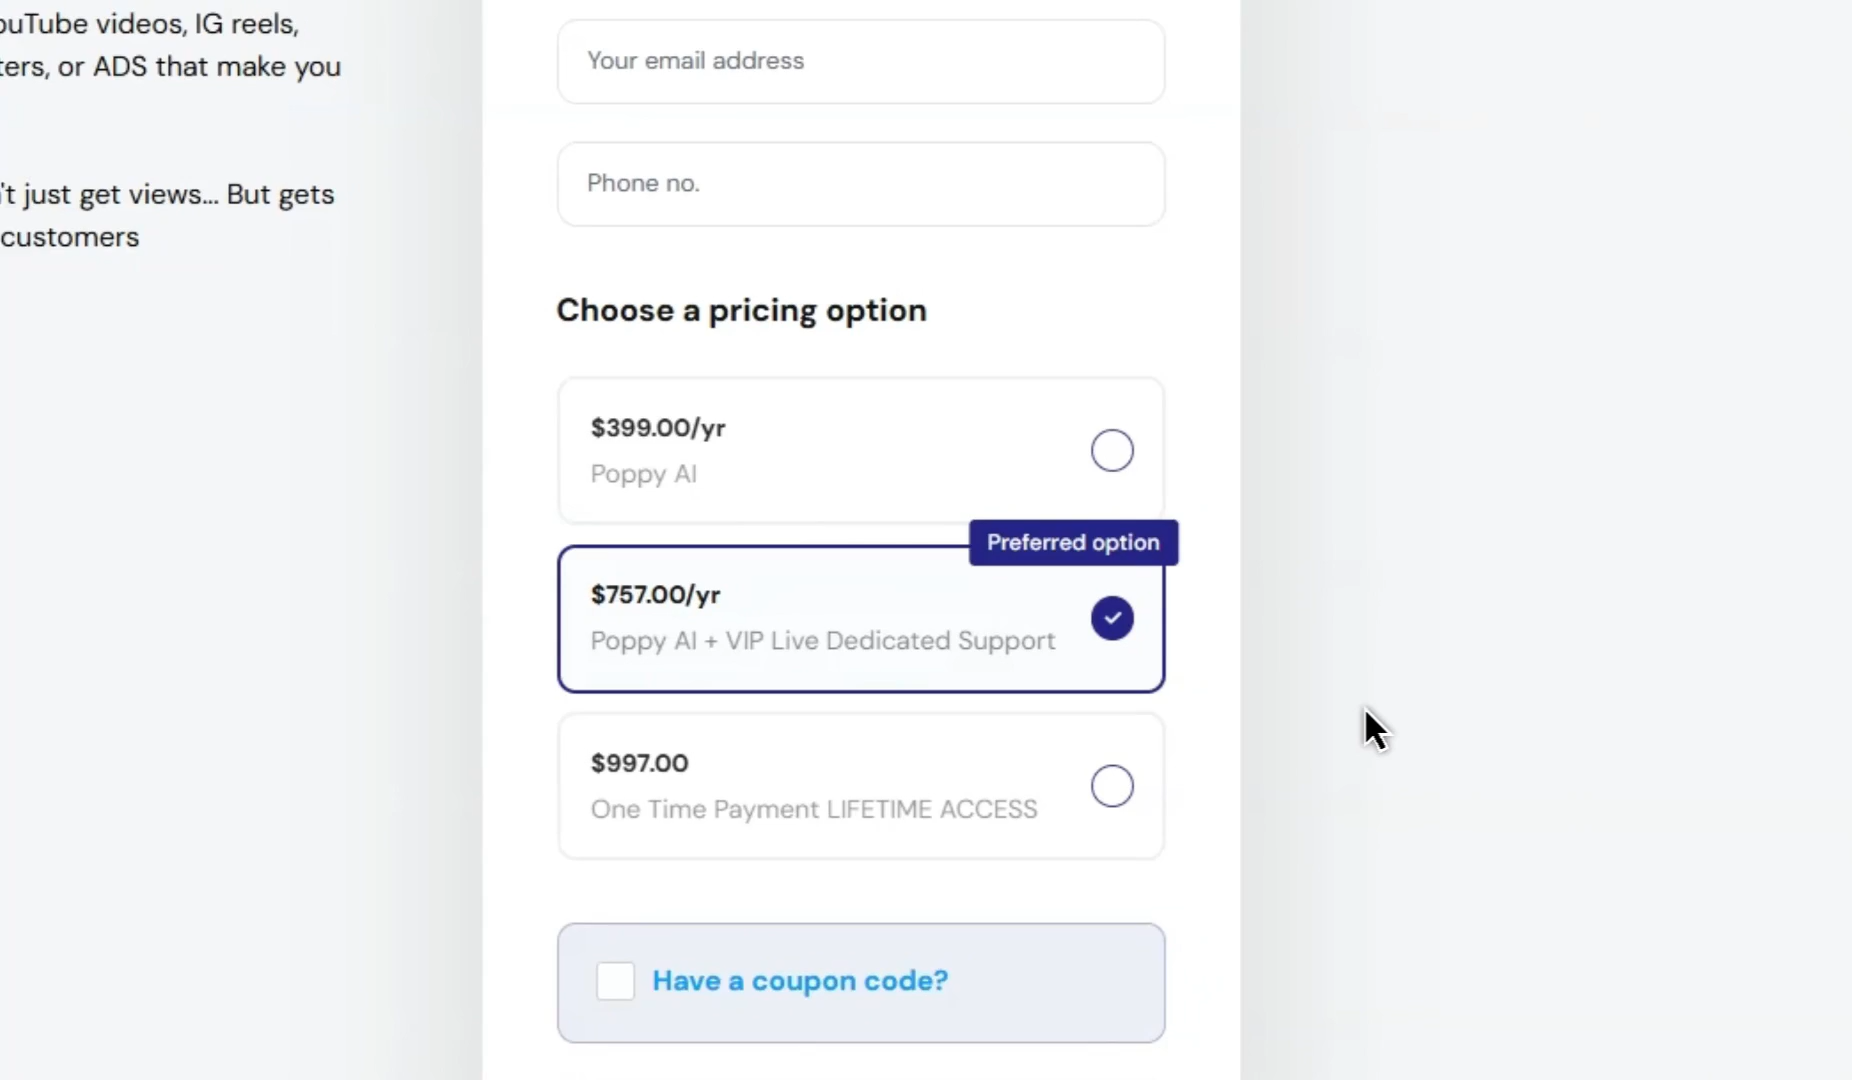 ouTube videos, IG reels,
ters, or ADS that make you
't just get views... But gets
customers
Your email address
Phone no.
Choose a pricing option
$399.00/yr
Poppy AI
Preferred option
$757.00/yr
Poppy AI + VIP Live Dedicated Support
$997.00
One Time Payment LIFETIME ACCESS
Have a coupon code?